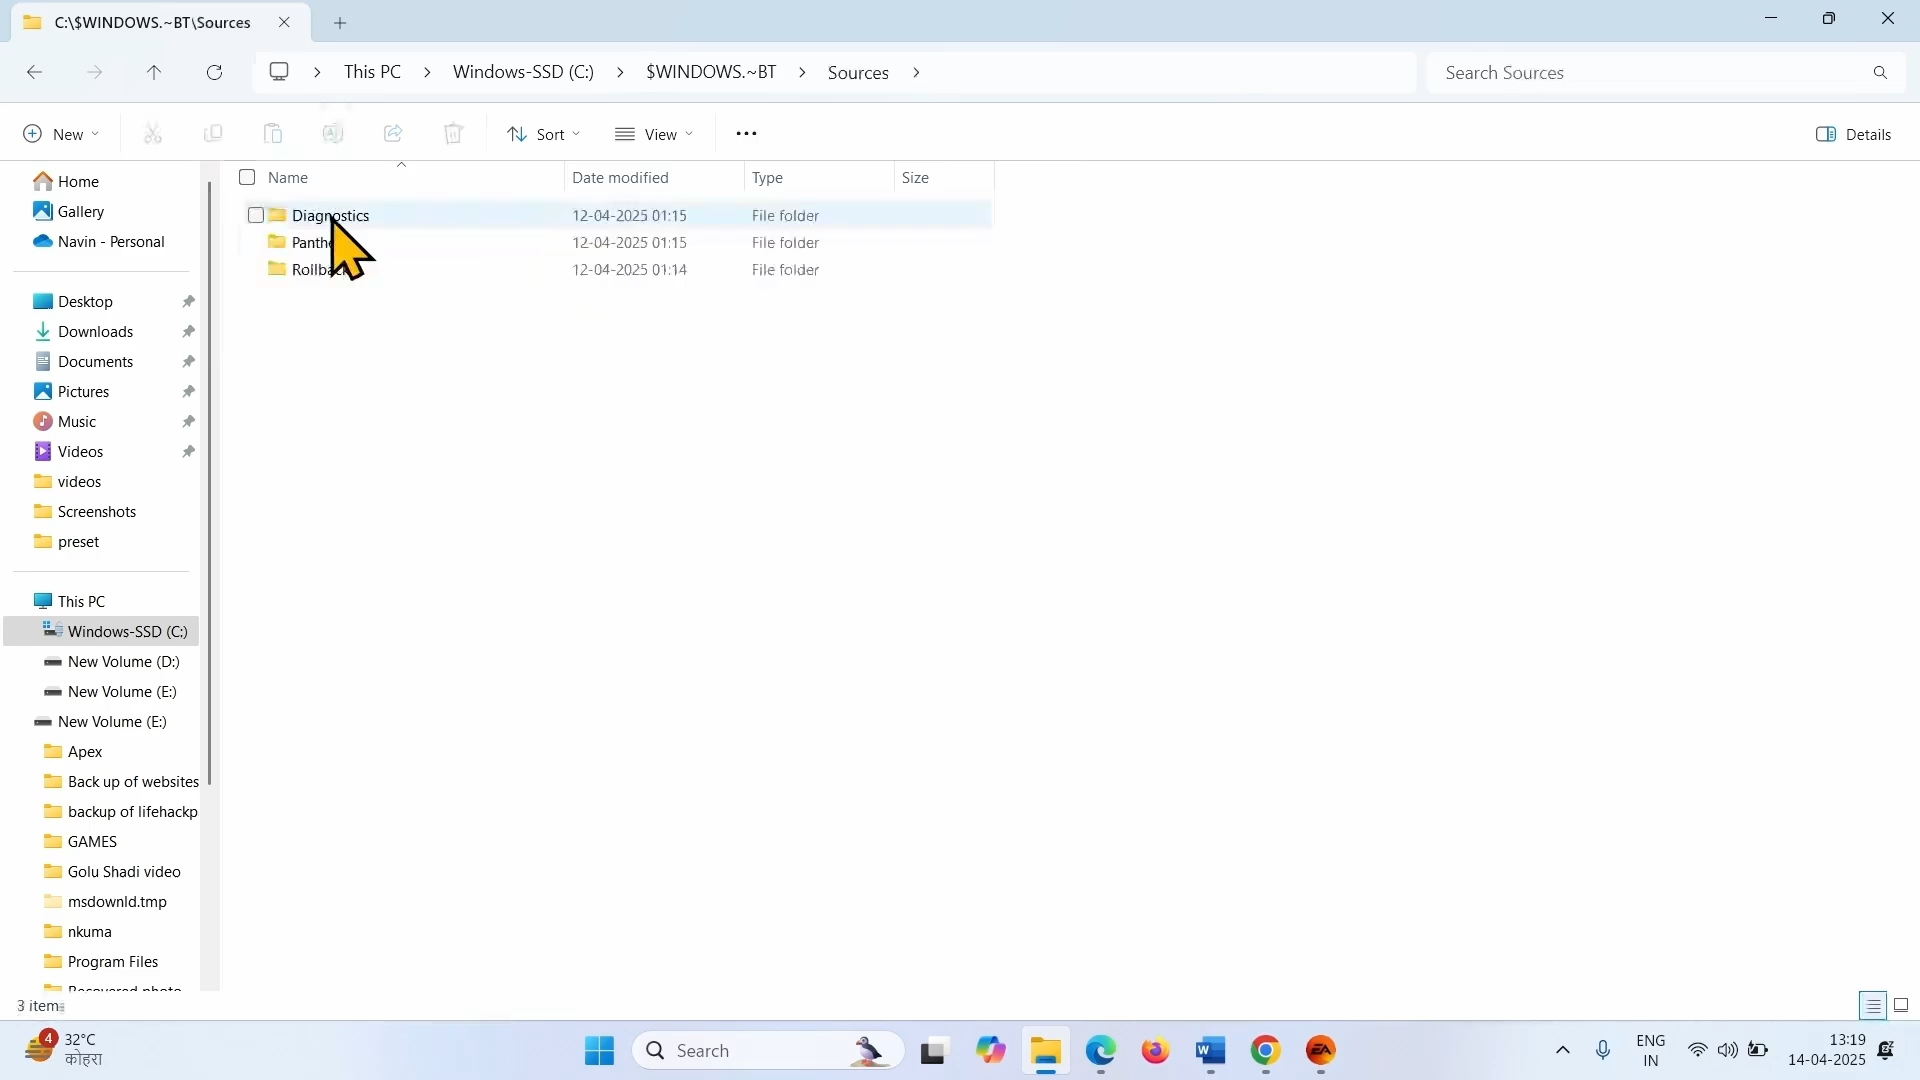 C:\$WINDOWS.~BT\Sources
This PC
Windows-SSD (C:)
$WINDOWS.~BT
Sources
Search Sources
New
Sort
View
Details
Name
Date modified
Type
Size
Diagnostics 12-04-2025 01:15 File folder
12-04-2025 01:15 File folder
12-04-2025 01:14 File folder
Home
Gallery
Navin - Personal
Desktop
Downloads
Documents
Pictures
Music
Videos
videos
Screenshots
preset
This PC
Windows-SSD (C:)
New Volume (D:)
New Volume (E:)
New Volume (E:)
Apex
Back up of websites
backup of lifehackp
GAMES
Golu Shadi video
msdownld.tmp
nkuma
Program Files
3 items
4
32°C
कोहरा
Search
ENG
IN
13:19
14-04-2025